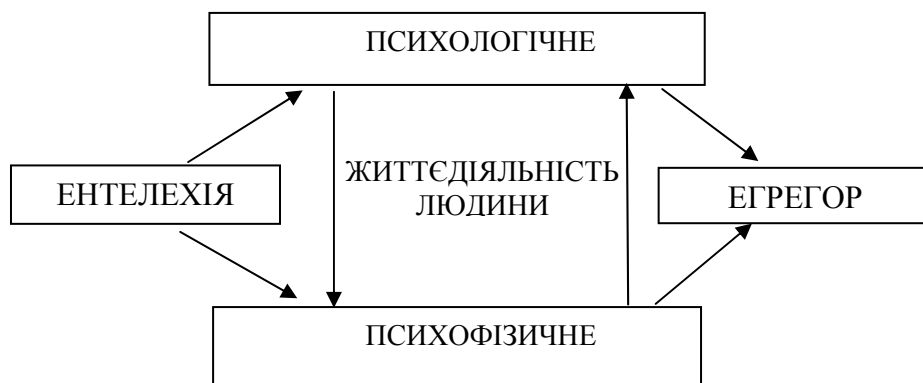 ПСИХОЛОГІЧНЕ
ЖИТТЄДІЯЛЬНІСТЬ
ЛЮДИНИ
ЕНТЕЛЕХІЯ
ЕГРЕГОР
ПСИХОФІЗИЧНЕ